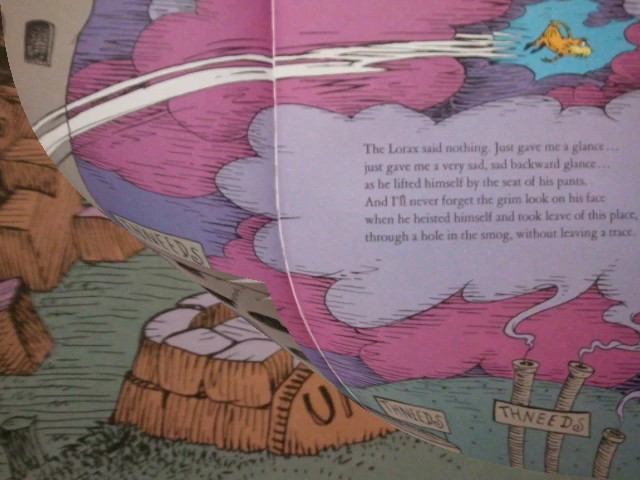 The Lorax said nothing. Just gave me a glance...
just gave me a very sad, sad backward glance...
as he lifted himself by the seat of his pants.
And I'll never forget the grim look on his face
when he heisted himself and took leave of this place,
through a hole in the smog, without leaving a trace.
THNEEDS
THNEEDS
THNEEDS